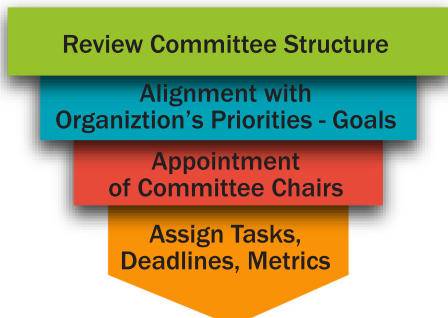 Review Committee Structure
Alignment with
Organiztion's Priorities - Goals
Appointment
of Committee Chairs
Assign Tasks,
Deadlines, Metrics